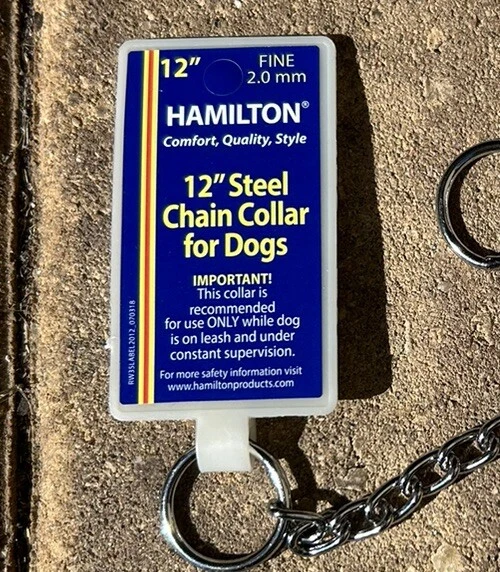 12"
FINE
2.0 mm
HAMILTON®
Comfort, Quality, Style
12" Steel
Chain Collar
for Dogs
IMPORTANT!
This collar is
recommended
for use ONLY while dog
is on leash and under
constant supervision.
For more safety information visit
www.hamiltonproducts.com
RW35LABEL2012_070318